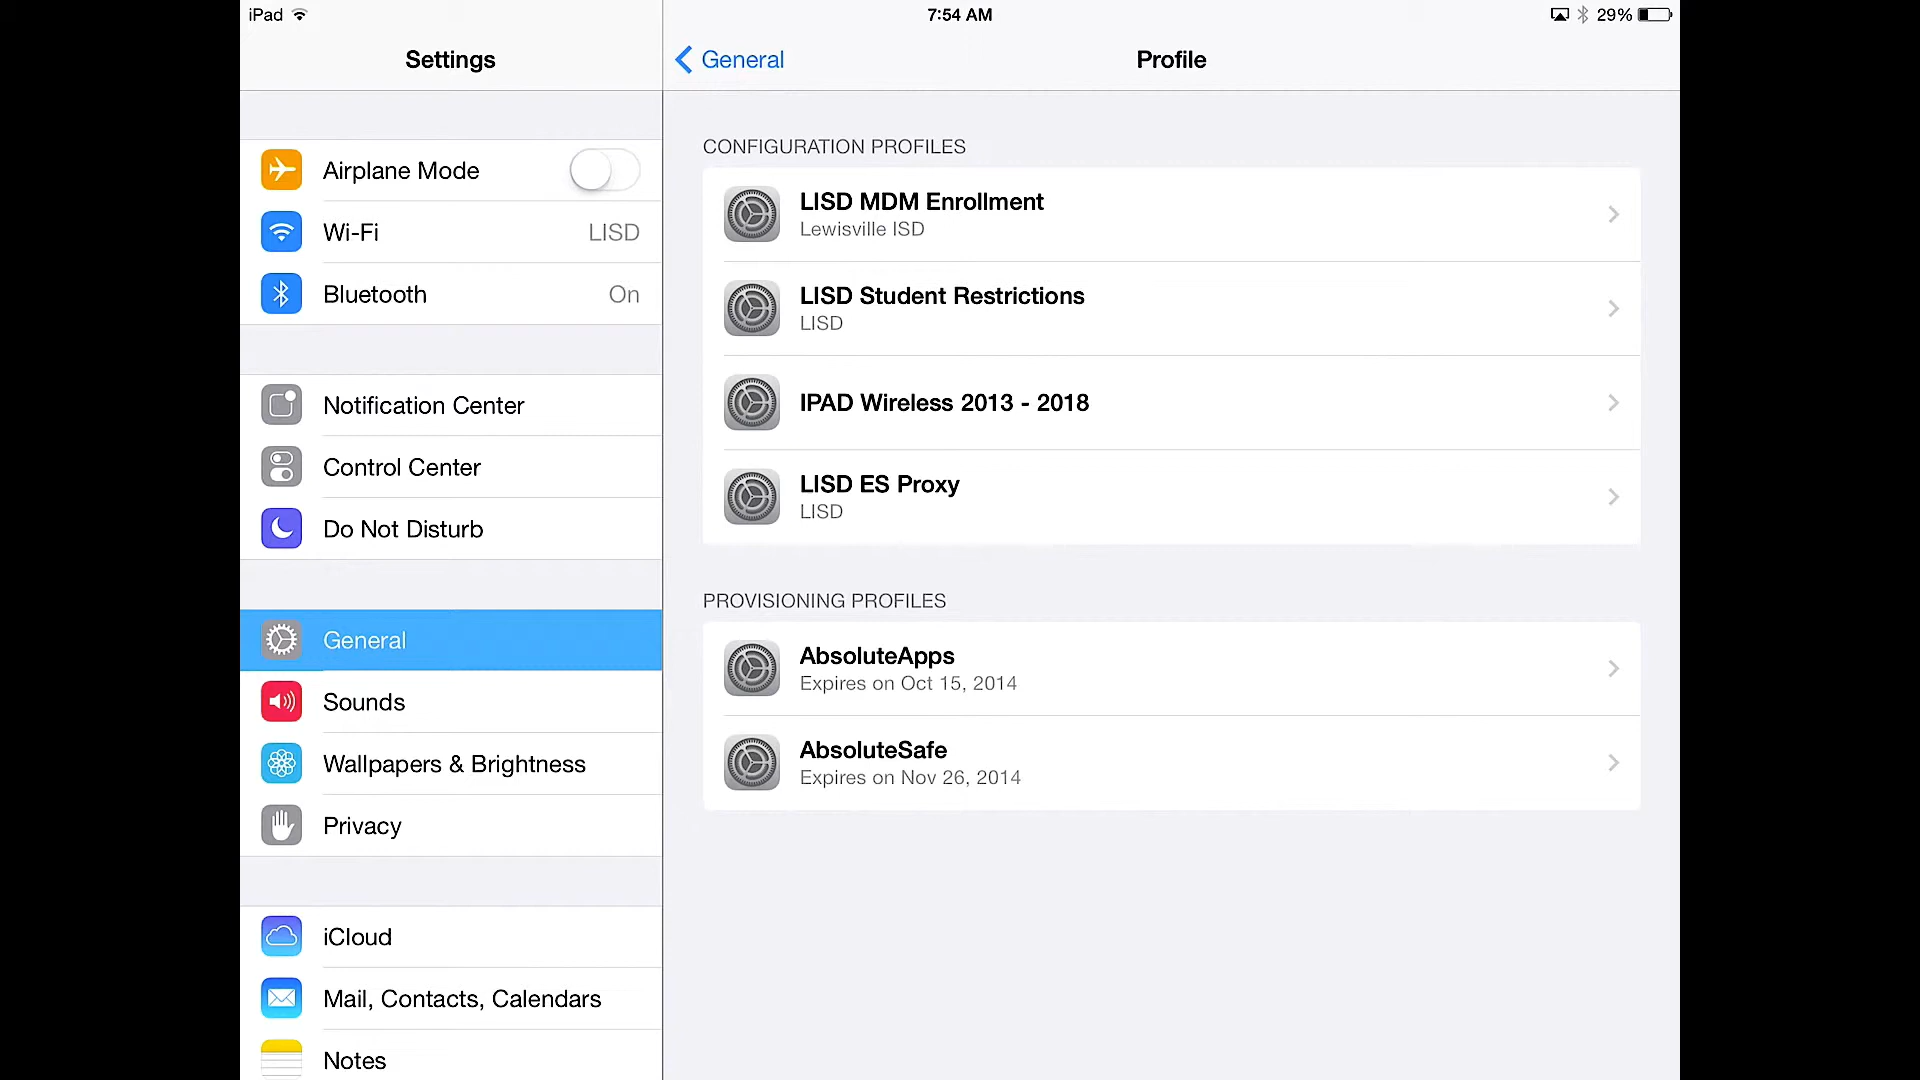 iPad
7:54 AM
29%
Settings
General
Profile
Airplane Mode
Wi-Fi
LISD
Bluetooth
On
Notification Center
Control Center
Do Not Disturb
General
Sounds
Wallpapers & Brightness
Privacy
iCloud
Mail, Contacts, Calendars
Notes
CONFIGURATION PROFILES
LISD MDM Enrollment
Lewisville ISD
LISD Student Restrictions
LISD
IPAD Wireless 2013 - 2018
LISD ES Proxy
LISD
PROVISIONING PROFILES
AbsoluteApps
Expires on Oct 15, 2014
AbsoluteSafe
Expires on Nov 26, 2014